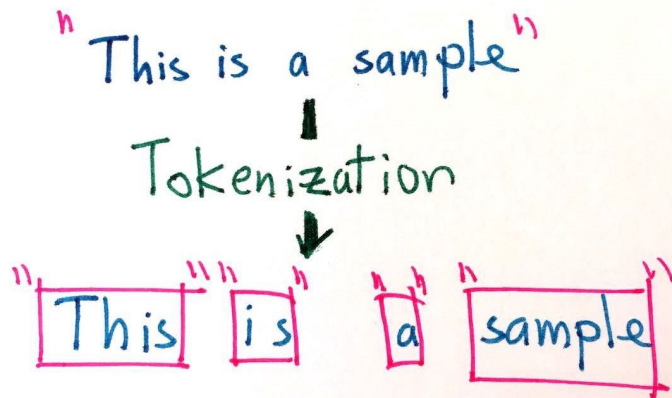 "This is a sample"
Tokenization
"This" "is" "a" "sample"